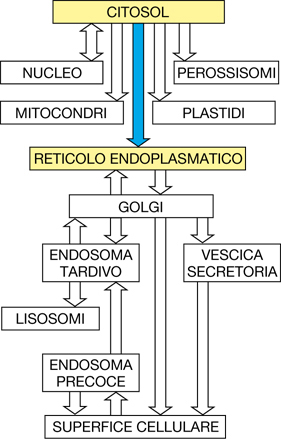 CITOSOL
NUCLEO
PEROSSISOMI
MITOCONDRI
PLASTIDI
RETICOLO ENDOPLASMATICO
GOLGI
ENDOSOMA
TARDIVO
VESCICA
SECRETORIA
LISOSOMI
ENDOSOMA
PRECOCE
SUPERFICE CELLULARE